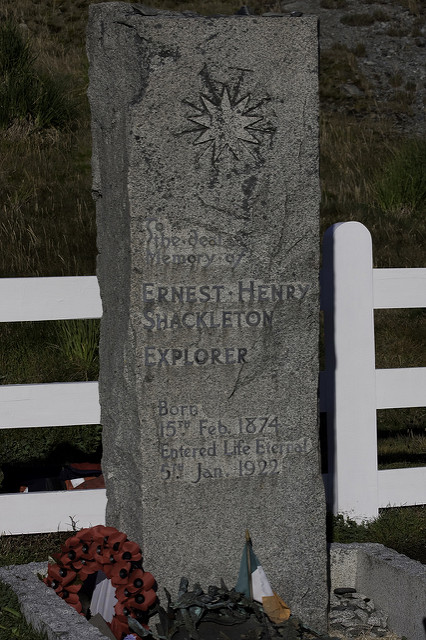 To
the dear
Memory of
ERNEST·HENRY
SHACKLETON
EXPLORER
Born
15TH Feb. 1874
Entered Life Eternal
5TH Jan. 1922.